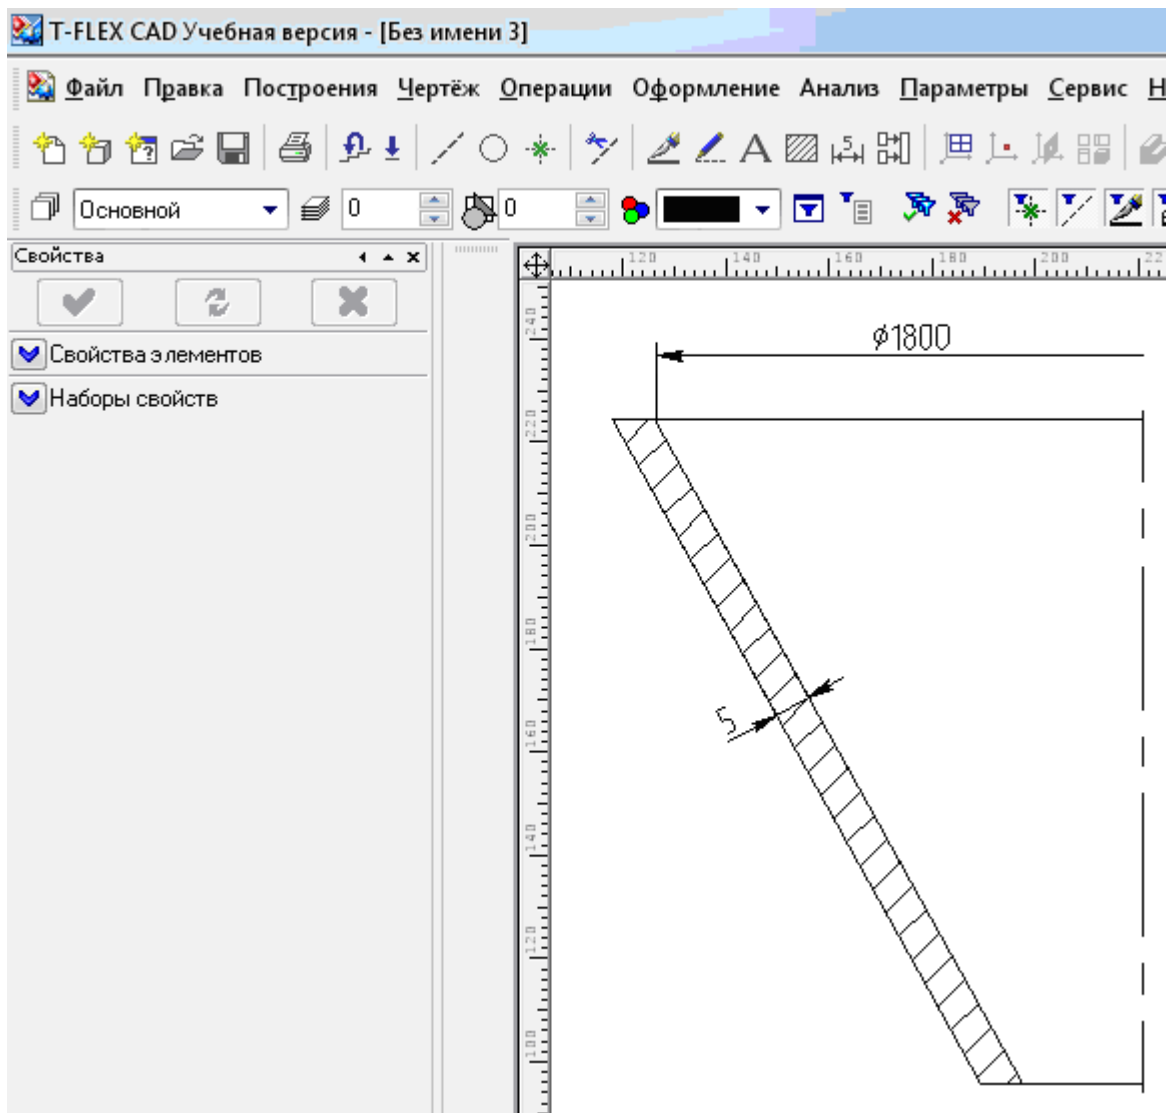 T-FLEX CAD Учебная версия - [Без имени 3]
Файл Правка Построения Чертёж Операции Оформление Анализ Параметры Сервис Н
Основной 0 0
Свойства
Свойства элементов
Наборы свойств
120 140 160 180 200 22
240
220
200
180
160
140
120
100
ϕ1800
5